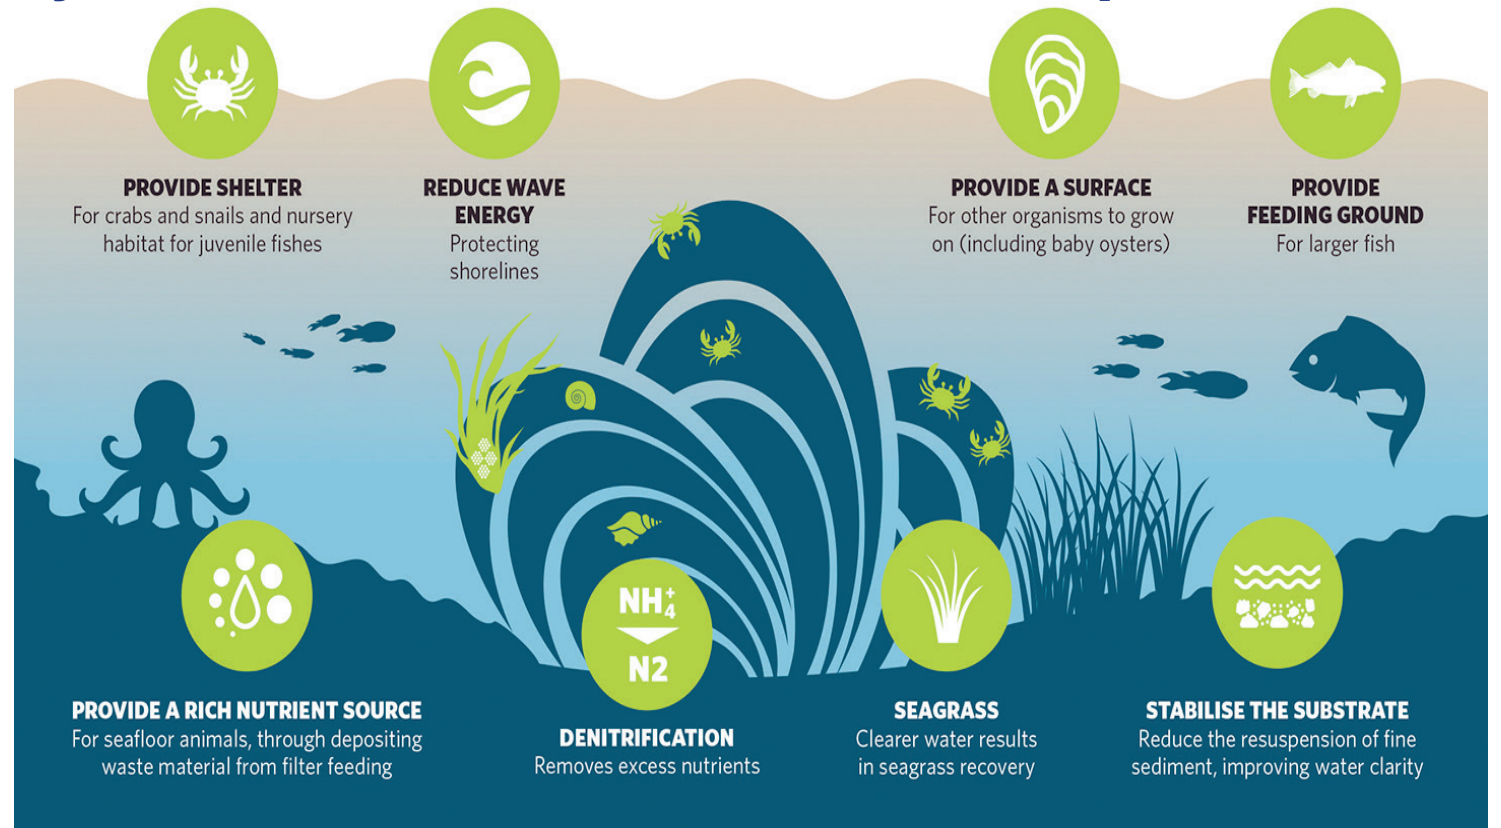 PROVIDE SHELTER
For crabs and snails and nursery
habitat for juvenile fishes
REDUCE WAVE
ENERGY
Protecting
shorelines
PROVIDE A SURFACE
For other organisms to grow
on (including baby oysters)
PROVIDE
FEEDING GROUND
For larger fish
PROVIDE A RICH NUTRIENT SOURCE
For seafloor animals, through depositing
waste material from filter feeding
NH₄⁺
N2
DENITRIFICATION
Removes excess nutrients
SEAGRASS
Clearer water results
in seagrass recovery
STABILISE THE SUBSTRATE
Reduce the resuspension of fine
sediment, improving water clarity